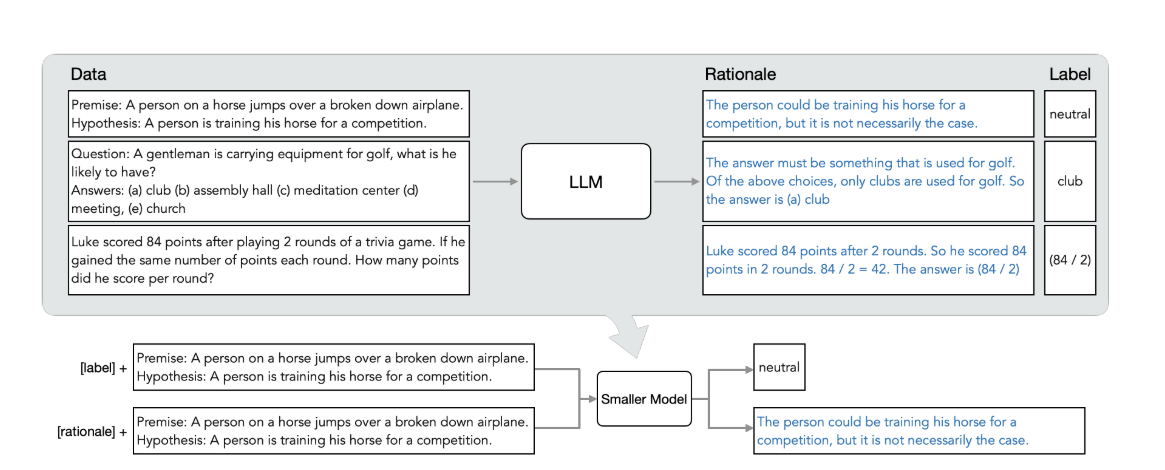 Data
Rationale
Label
Premise: A person on a horse jumps over a broken down airplane.
Hypothesis: A person is training his horse for a competition.
The person could be training his horse for a
competition, but it is not necessarily the case.
neutral
Question: A gentleman is carrying equipment for golf, what is he
likely to have?
Answers: (a) club (b) assembly hall (c) meditation center (d)
meeting, (e) church
LLM
The answer must be something that is used for golf.
Of the above choices, only clubs are used for golf. So
the answer is (a) club
club
Luke scored 84 points after playing 2 rounds of a trivia game. If he
gained the same number of points each round. How many points
did he score per round?
Luke scored 84 points after 2 rounds. So he scored 84
points in 2 rounds. 84 / 2 = 42. The answer is (84 / 2)
(84 / 2)
[label] +
Premise: A person on a horse jumps over a broken down airplane.
Hypothesis: A person is training his horse for a competition.
neutral
Smaller Model
[rationale] +
Premise: A person on a horse jumps over a broken down airplane.
Hypothesis: A person is training his horse for a competition.
The person could be training his horse for a
competition, but it is not necessarily the case.